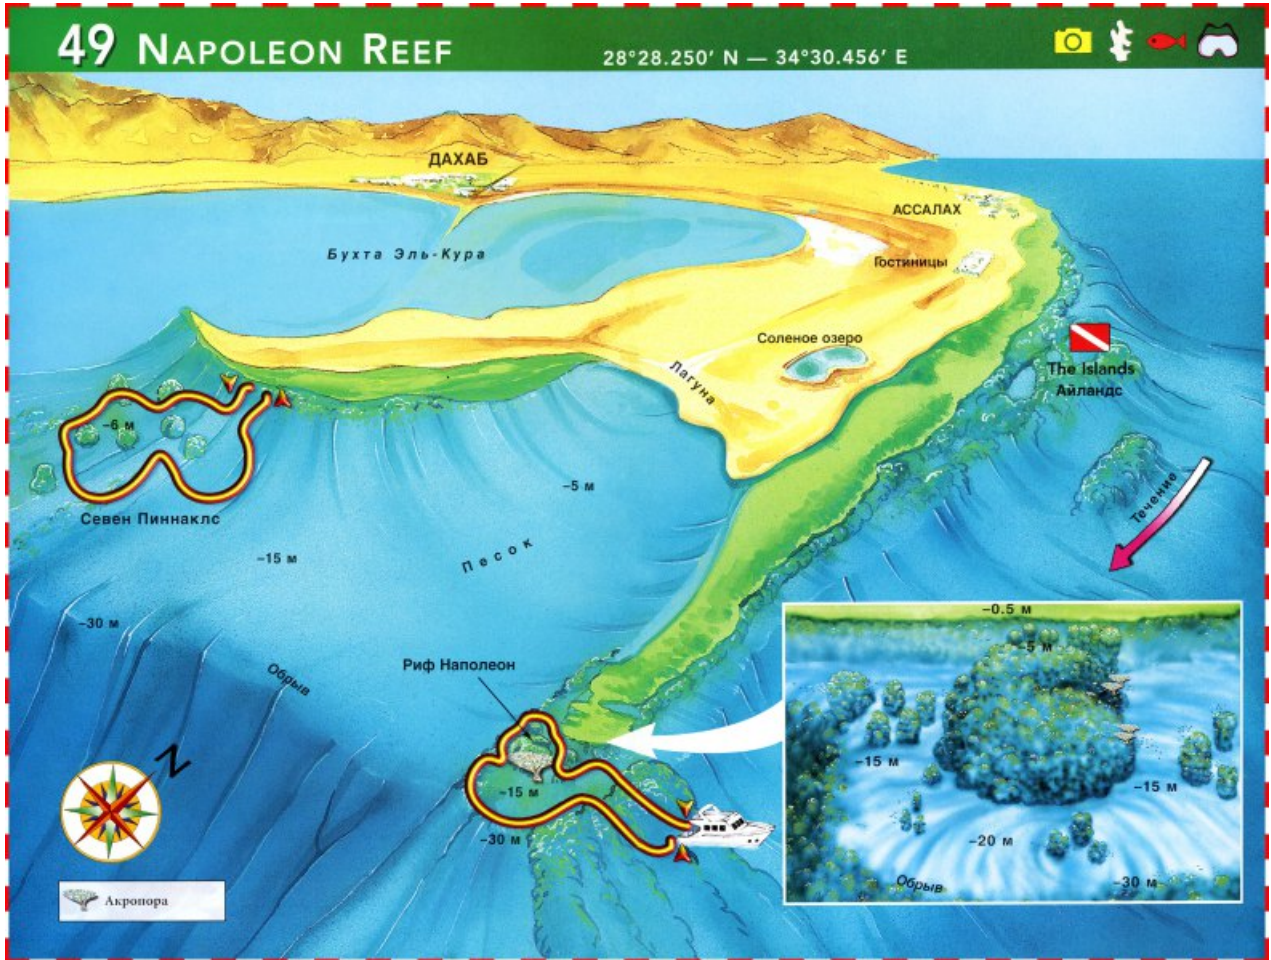 49 NAPOLEON REEF
28°28.250' N — 34°30.456' E
ДАХАБ
АССАЛАХ
Бухта Эль-Кура
Гостиницы
Соленое озеро
The Islands
Айландс
Лагуна
-6 м
-5 м
Течение
Севен Пиннаклс
Песок
-15 м
-30 м
-0.5 м
-5 м
Риф Наполеон
Обрыв
N
-15 м
-15 м
-15 м
-30 м
-20 м
Обрыв
-30 м
Акропора